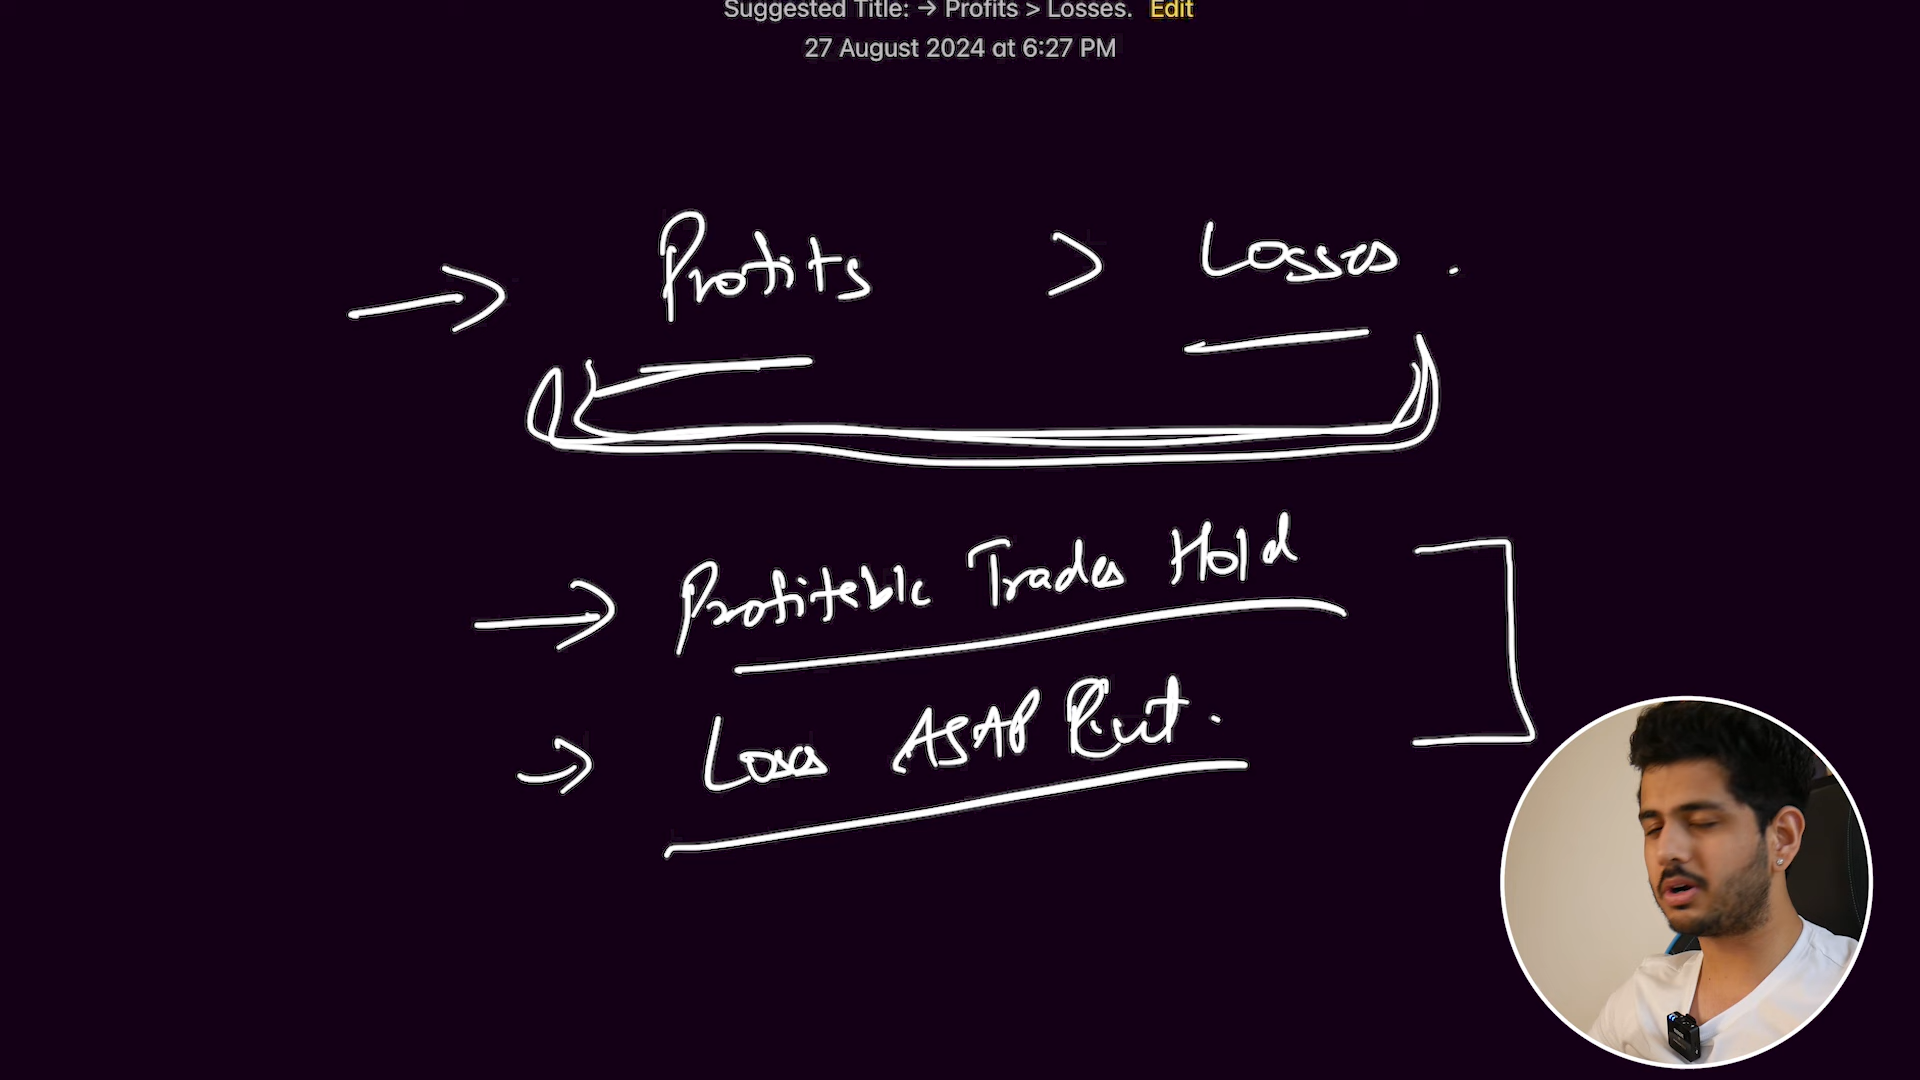 Suggested Title: → Profits > Losses. Edit
27 August 2024 at 6:27 PM
→ Profits > Losses.
→ Profitable Trades Hold
→ Loss ASAP Cut.